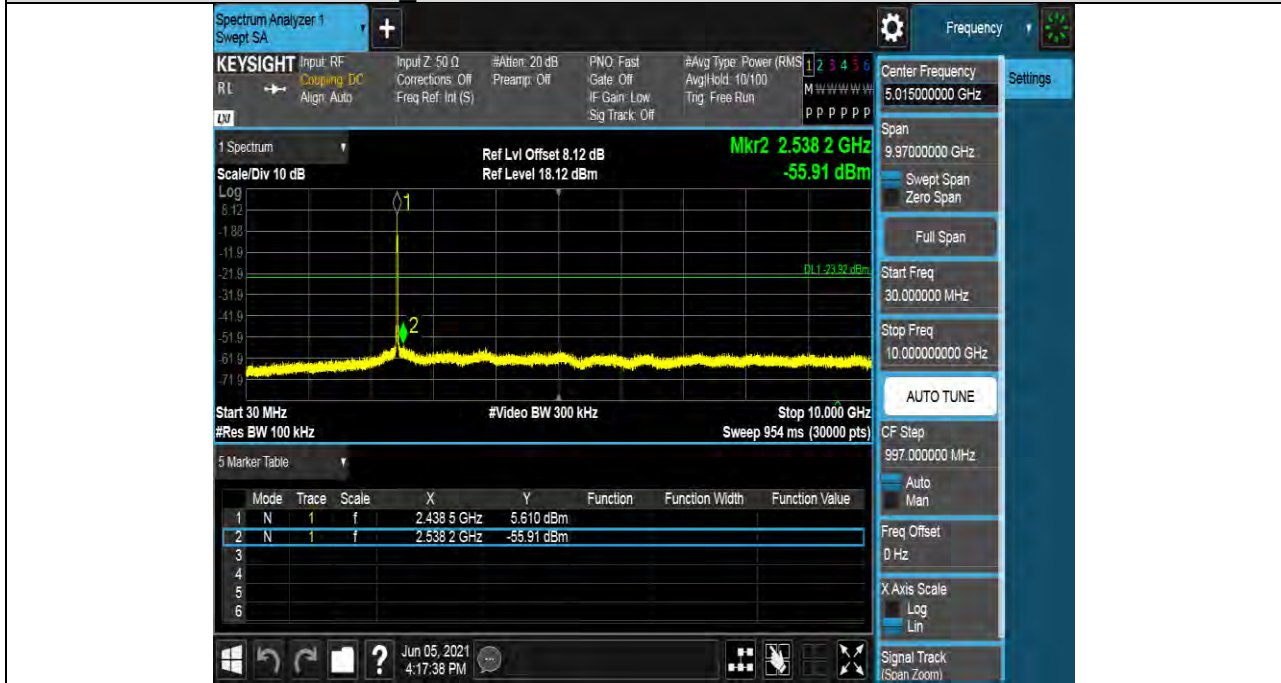 Spectrum Analyzer 1
Swept SA
+
Frequency
KEYSIGHT
RL
LXI
Input: RF
Coupling: DC
Align: Auto
Input Z: 50 Ω
Corrections: Off
Freq Ref: Int (S)
#Atten: 20 dB
Preamp: Off
PNO: Fast
Gate: Off
IF Gain: Low
Sig Track: Off
#Avg Type: Power (RMS
Avg|Hold: 10/100
Trig: Free Run
1 2 3 4 5 6
M W W W W W
P P P P P P
1 Spectrum
Scale/Div 10 dB
Ref Lvl Offset 8.12 dB
Ref Level 18.12 dBm
Mkr2 2.538 2 GHz
-55.91 dBm
Log
8.12
-1.88
-11.9
-21.9
-31.9
-41.9
-51.9
-61.9
-71.9
1
2
DL1 -23.92 dBm
Start 30 MHz
#Res BW 100 kHz
#Video BW 300 kHz
Stop 10.000 GHz
Sweep 954 ms (30000 pts)
5 Marker Table
Mode Trace Scale X Y Function Function Width Function Value
1 N 1 f 2.438 5 GHz 5.610 dBm
2 N 1 f 2.538 2 GHz -55.91 dBm
3
4
5
6
?
Jun 05, 2021
4:17:38 PM
Center Frequency
5.015000000 GHz
Settings
Span
9.97000000 GHz
Swept Span
Zero Span
Full Span
Start Freq
30.000000 MHz
Stop Freq
10.000000000 GHz
AUTO TUNE
CF Step
997.000000 MHz
Auto
Man
Freq Offset
0 Hz
X Axis Scale
Log
Lin
Signal Track
(Span Zoom)